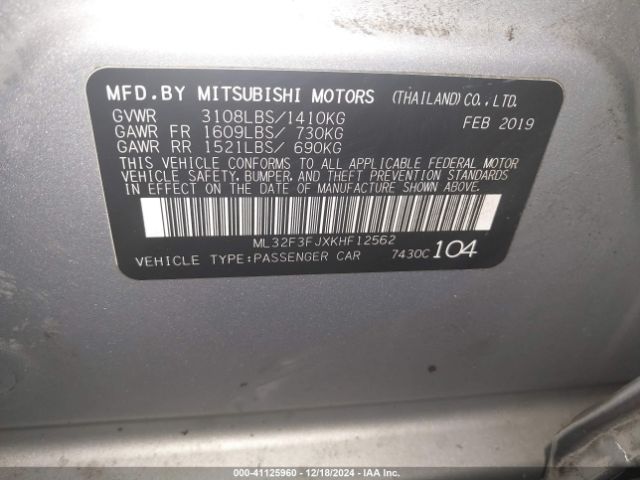 MFD.BY MITSUBISHI MOTORS (THAILAND)CO.,LTD.
GVWR 3108LBS/1410KG FEB 2019
GAWR FR 1609LBS/ 730KG
GAWR RR 1521LBS/ 690KG
THIS VEHICLE CONFORMS TO ALL APPLICABLE FEDERAL MOTOR
VEHICLE SAFETY, BUMPER, AND THEFT PREVENTION STANDARDS
IN EFFECT ON THE DATE OF MANUFACTURE SHOWN ABOVE.
ML32F3FJXKHF12562
VEHICLE TYPE:PASSENGER CAR 7430C 104
000-41125960 - 12/18/2024 - IAA Inc.